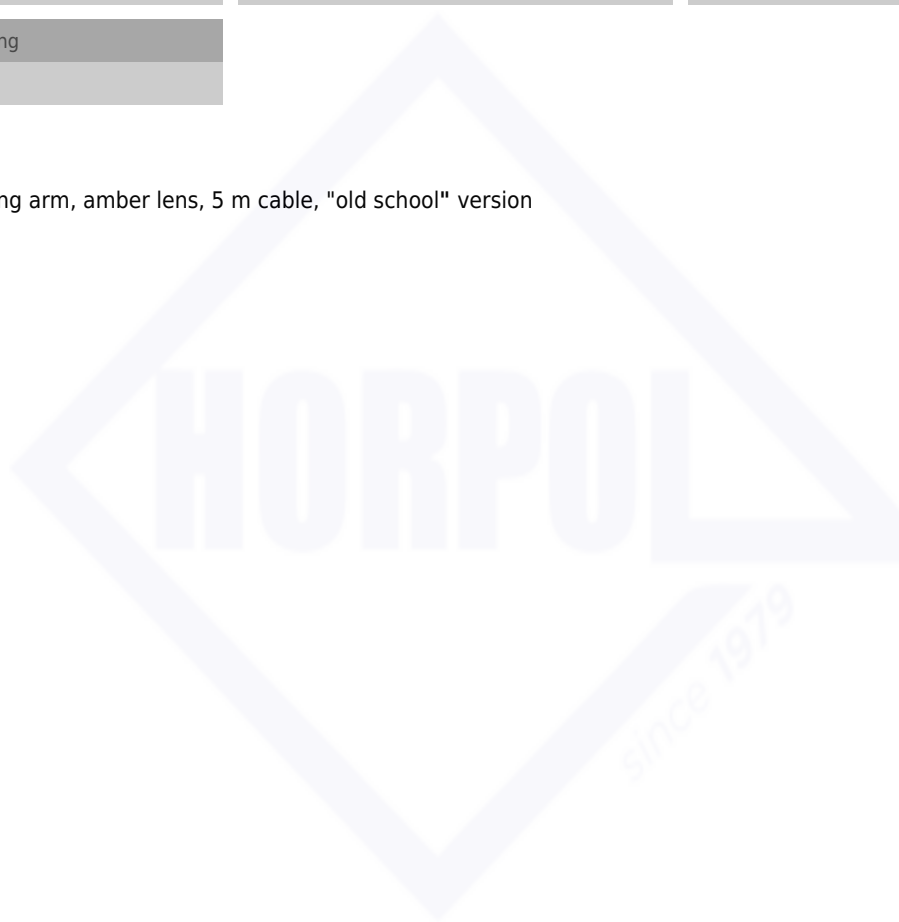 ng
ng arm, amber lens, 5 m cable, "old school" version
HORPOL
since 1979